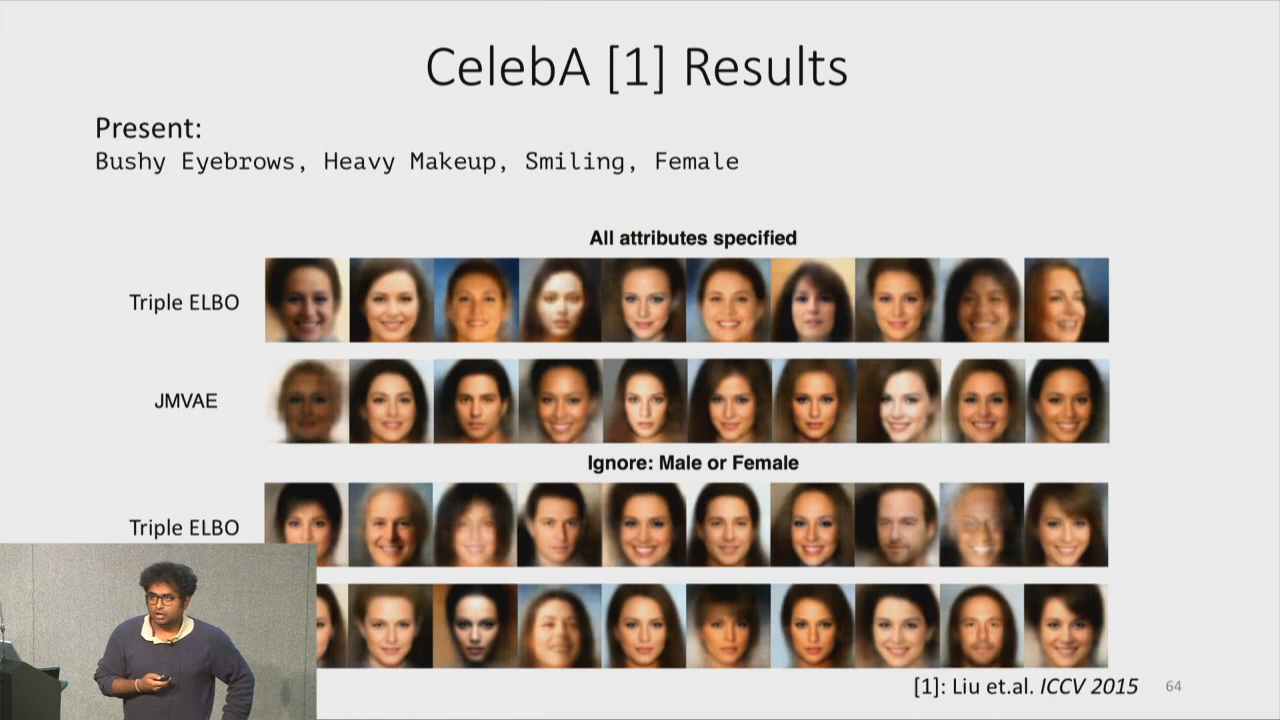 CelebA [1] Results
Present:
Bushy Eyebrows, Heavy Makeup, Smiling, Female
All attributes specified
Triple ELBO
JMVAE
Ignore: Male or Female
Triple ELBO
[1]: Liu et.al. ICCV 2015
64